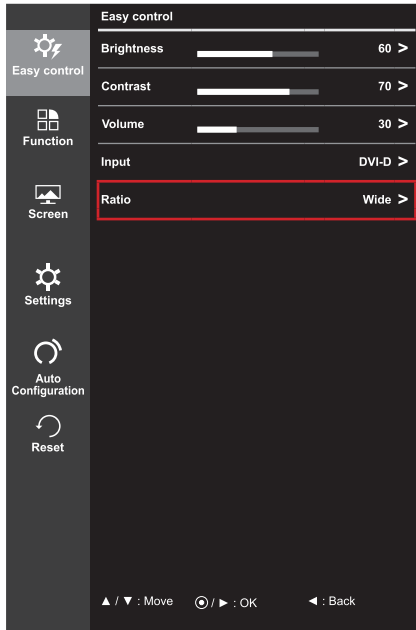 Easy control
Easy control
Brightness 60 >
Contrast 70 >
Volume 30 >
Input DVI-D >
Ratio Wide >
Function
Screen
Settings
Auto
Configuration
Reset
▲ / ▼ : Move ⦿ / ► : OK ◄ : Back